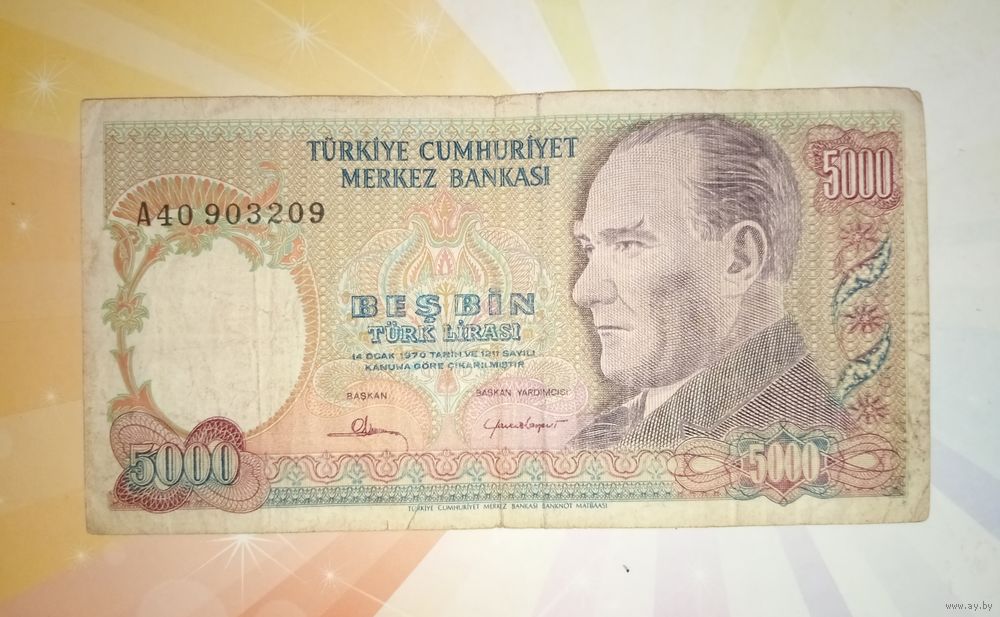 TÜRKİYE CUMHURİYET
MERKEZ BANKASI
5000
A40 903209
BEŞ BİN
TÜRK LİRASI
14 OCAK 1970 TARİH VE 1211 SAYILI
KANUNA GÖRE ÇIKARILMIŞTIR
BAŞKAN
BAŞKAN YARDIMCISI
5000
5000
TÜRKİYE CUMHURİYET MERKEZ BANKASI BANKNOT MATBAASI
www.ay.by